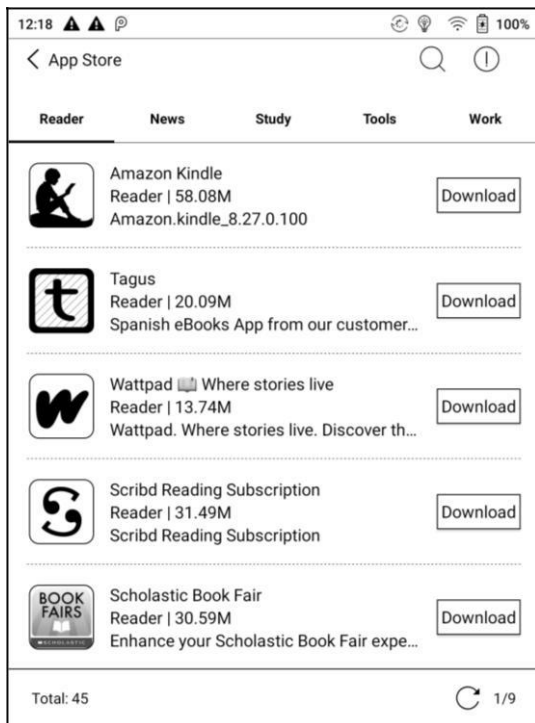 12:18 100%
App Store
Reader News Study Tools Work
Amazon Kindle
Reader | 58.08M
Amazon.kindle_8.27.0.100
Download
Tagus
Reader | 20.09M
Spanish eBooks App from our customer...
Download
Wattpad 📖 Where stories live
Reader | 13.74M
Wattpad. Where stories live. Discover th...
Download
Scribd Reading Subscription
Reader | 31.49M
Scribd Reading Subscription
Download
BOOK
FAIRS
SCHOLASTIC
Scholastic Book Fair
Reader | 30.59M
Enhance your Scholastic Book Fair expe...
Download
Total: 45 1/9